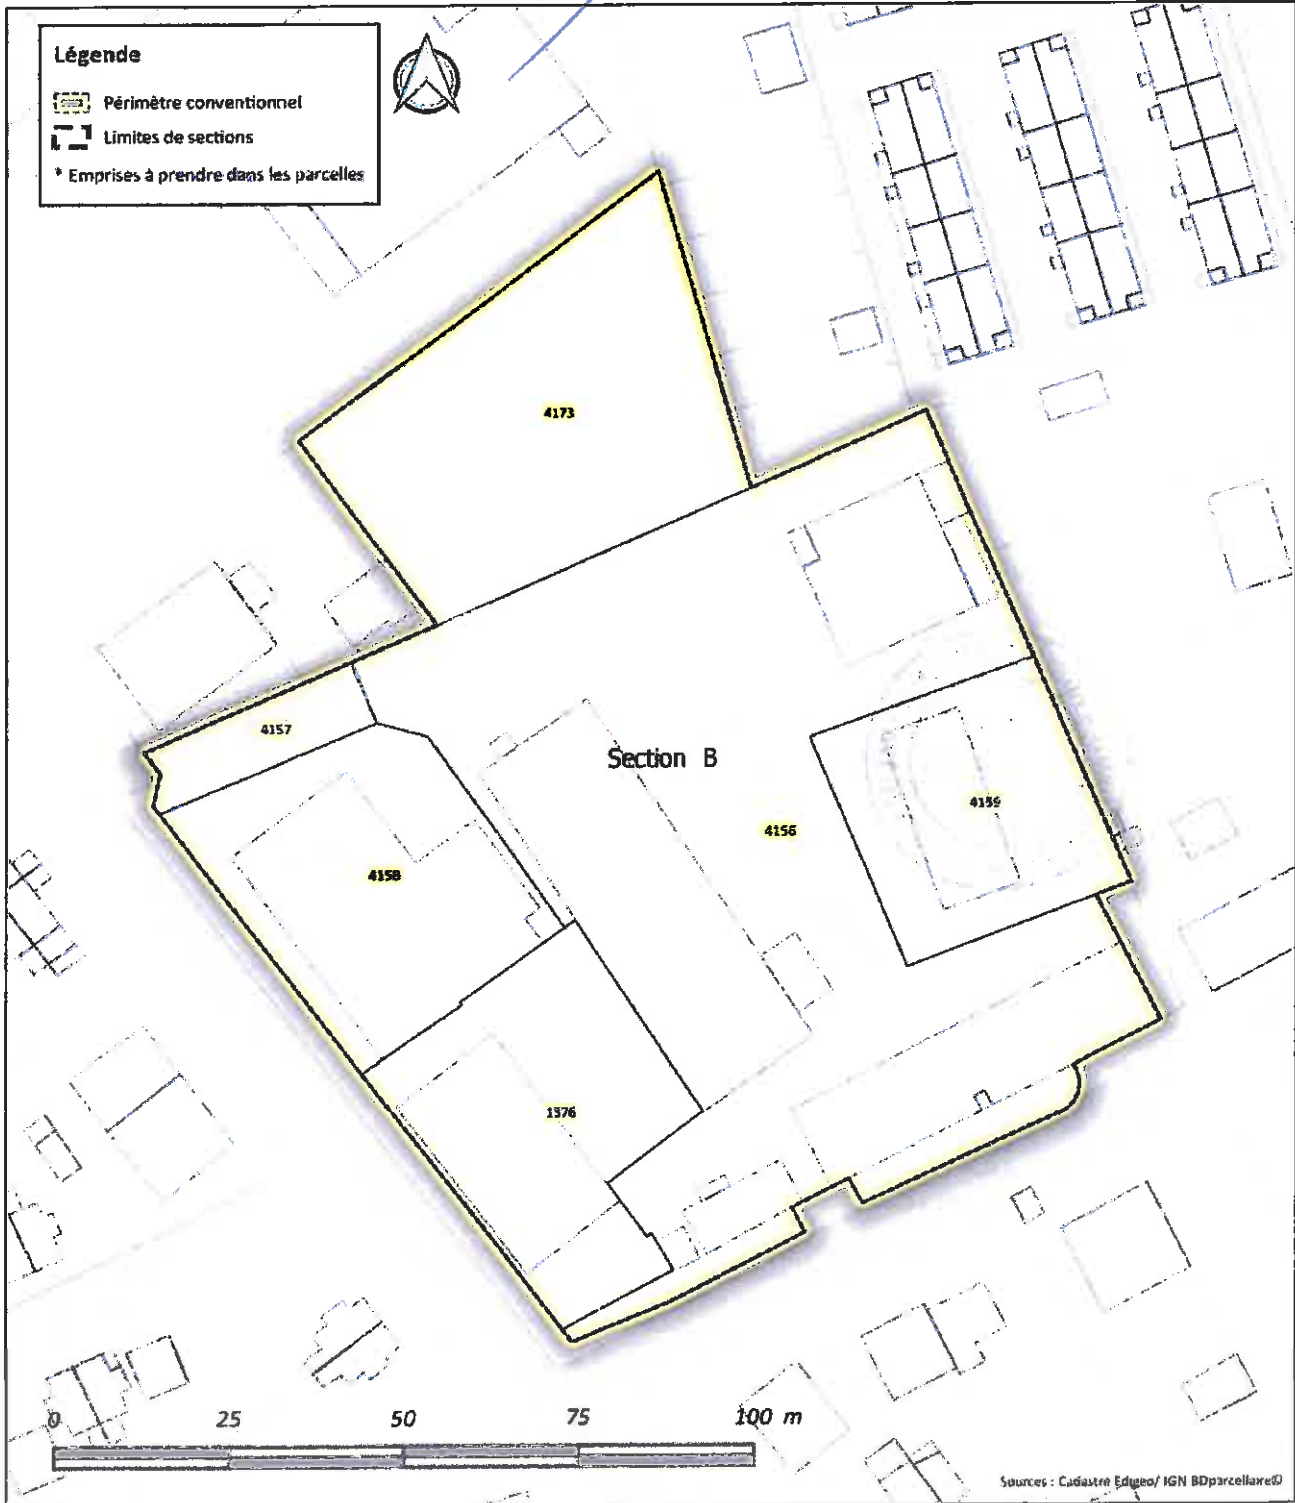 Légende
Périmètre conventionnel
Limites de sections
* Emprises à prendre dans les parcelles
4173
4157
Section B
4156
4159
4158
1376
0 25 50 75 100 m
Sources : Cadastre Edigeo/ IGN BDparcellaire©